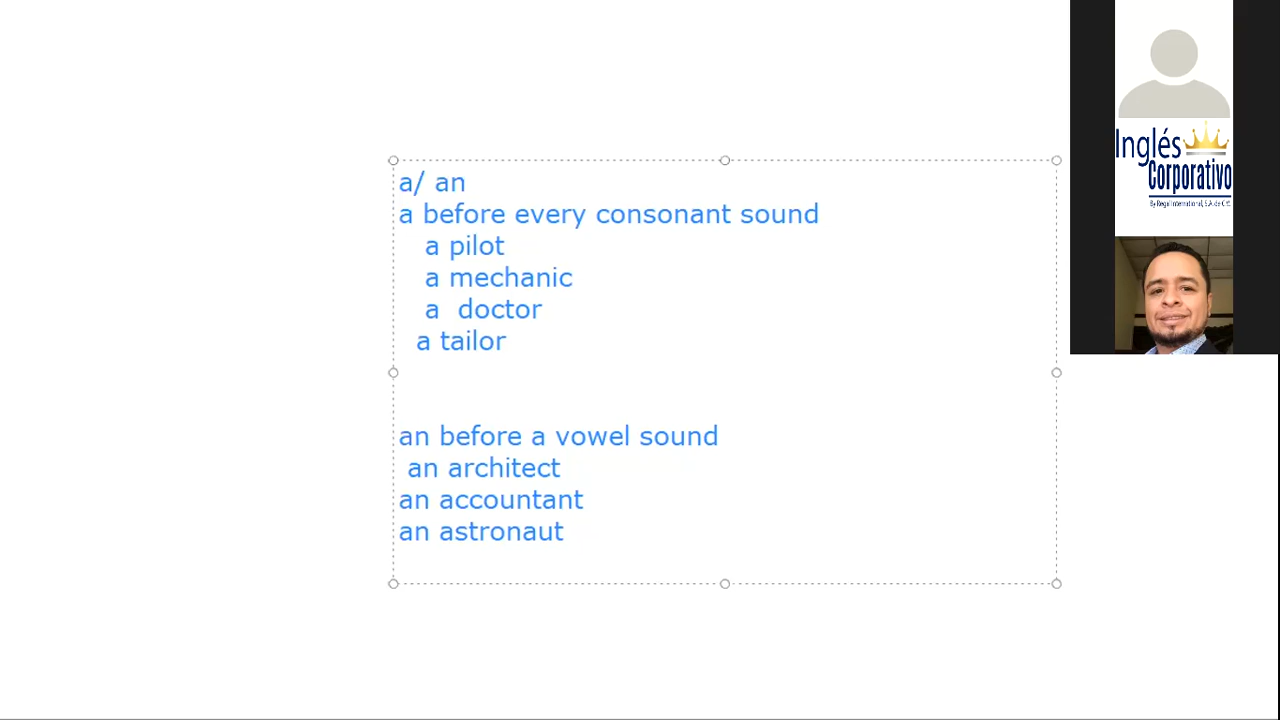 a/ an
a before every consonant sound
a pilot
a mechanic
a doctor
a tailor
an before a vowel sound
an architect
an accountant
an astronaut
Inglés
Corporativo